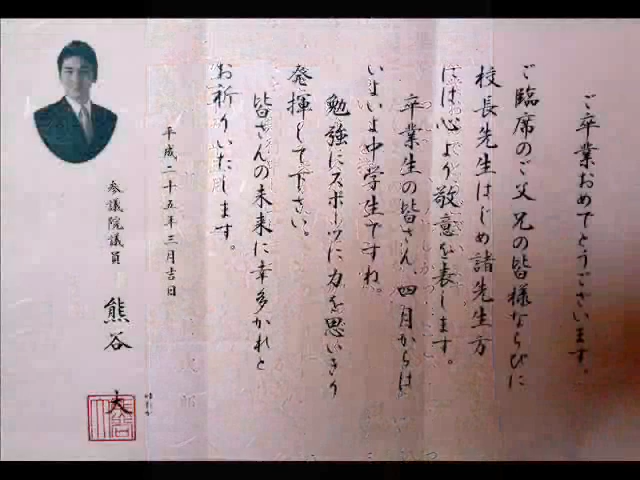 ご卒業おめでとうございます。
ご臨席のご父兄の皆様ならびに
校長先生はじめ諸先生方
には心より敬意を表します。
卒業生の皆さん、四月からは
いよいよ中学生ですね。
勉強にスポーツに力を思いきり
発揮して下さい。
皆さんの未来に幸多かれと
お祈りいたします。
平成二十五年三月吉日
参議院議員
熊谷 大